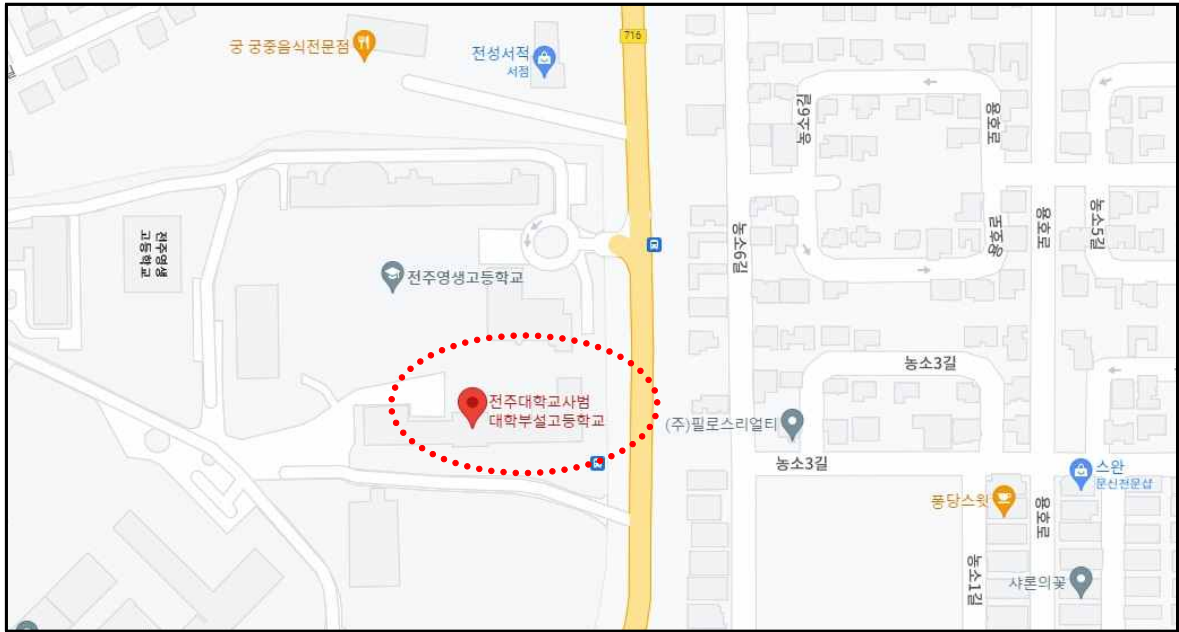 궁 궁중음식전문점
전성서적
서점
716
용호로
전주영생
고등학교
농소6길
용호로
농소5길
전주영생고등학교
농소3길
전주대학교사범
대학부설고등학교
(주)필로스리얼티
농소3길
스완
문신전문샵
퐁당스윗
용호로
농소1길
샤론의꽃